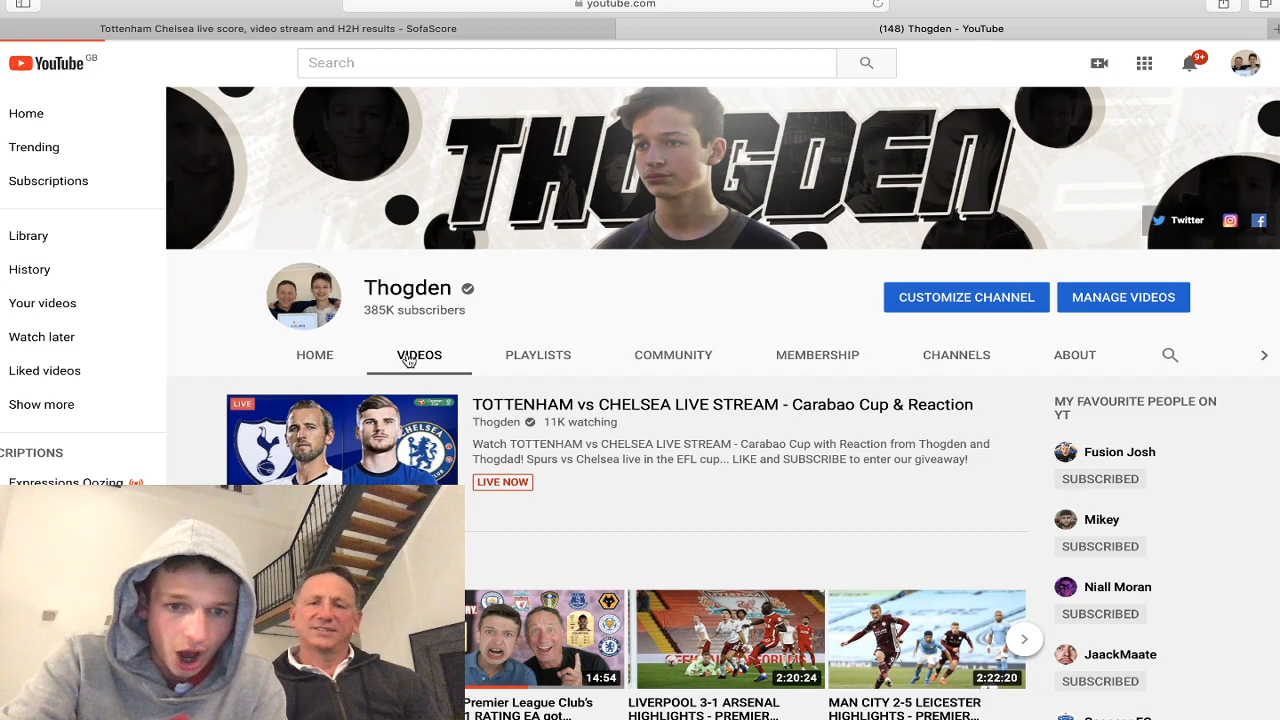 youtube.com
Tottenham Chelsea live score, video stream and H2H results - SofaScore
(148) Thogden - YouTube
YouTube GB
Search
9+
Home
Trending
Subscriptions
Library
History
Your videos
Watch later
Liked videos
Show more
CRIPTIONS
Expressions Oozing
THOGDEN
Twitter
Thogden
385K subscribers
CUSTOMIZE CHANNEL
MANAGE VIDEOS
HOME
VIDEOS
PLAYLISTS
COMMUNITY
MEMBERSHIP
CHANNELS
ABOUT
LIVE
TOTTENHAM vs CHELSEA LIVE STREAM - Carabao Cup & Reaction
Thogden 11K watching
Watch TOTTENHAM vs CHELSEA LIVE STREAM - Carabao Cup with Reaction from Thogden and
Thogdad! Spurs vs Chelsea live in the EFL cup... LIKE and SUBSCRIBE to enter our giveaway!
LIVE NOW
MY FAVOURITE PEOPLE ON
YT
Fusion Josh
SUBSCRIBED
Mikey
SUBSCRIBED
Niall Moran
SUBSCRIBED
JaackMaate
SUBSCRIBED
14:54
2:20:24
2:22:20
Premier League Club's
1 RATING EA got...
LIVERPOOL 3-1 ARSENAL
HIGHLIGHTS - PREMIER...
MAN CITY 2-5 LEICESTER
HIGHLIGHTS - PREMIER...